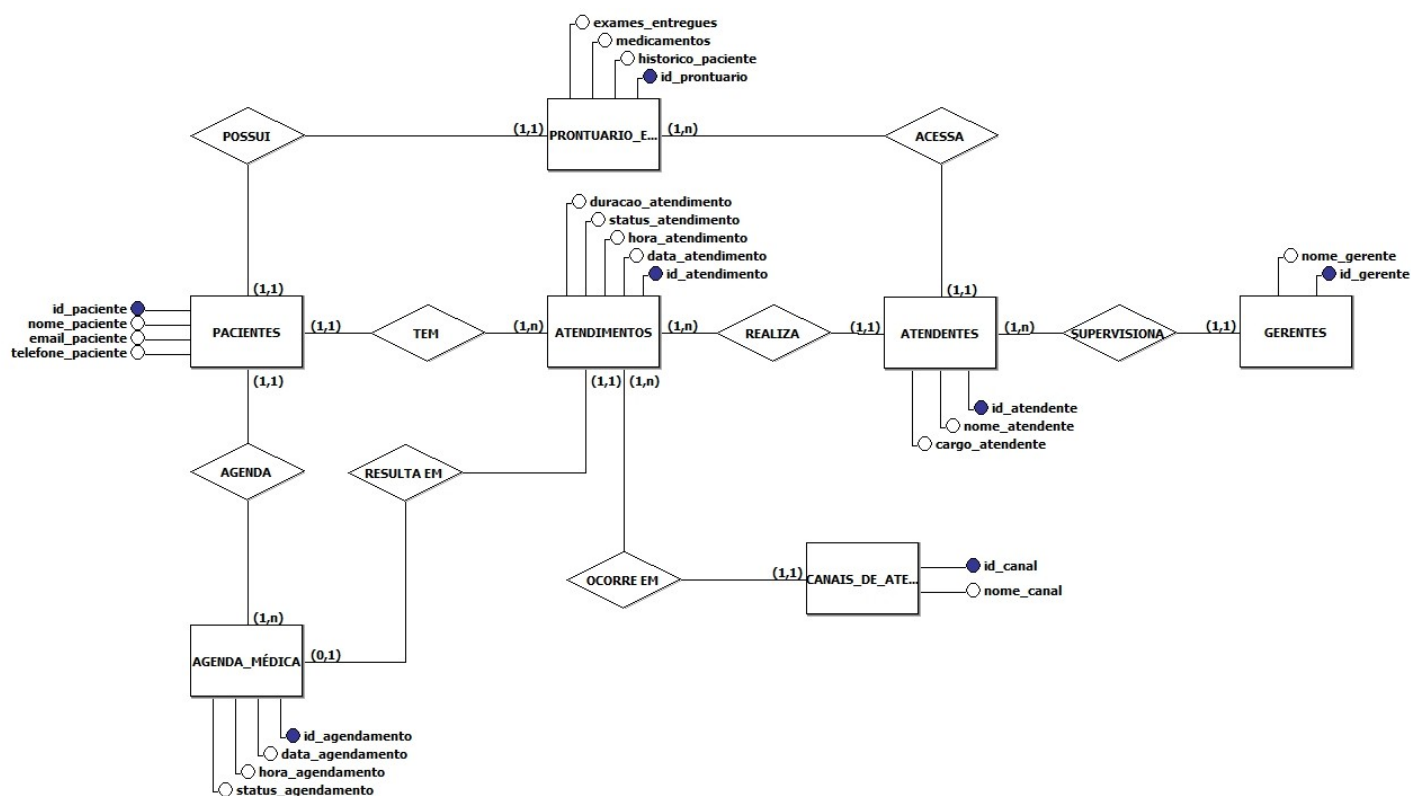 exames_entregues
medicamentos
historico_paciente
id_prontuario
POSSUI
(1,1)
PRONTUARIO_E...
(1,n)
ACESSA
duracao_atendimento
status_atendimento
hora_atendimento
data_atendimento
id_atendimento
nome_gerente
id_gerente
(1,1)
(1,1)
id_paciente
nome_paciente
email_paciente
telefone_paciente
PACIENTES
(1,1)
TEM
(1,n)
ATENDIMENTOS
(1,n)
REALIZA
(1,1)
ATENDENTES
(1,n)
SUPERVISIONA
(1,1)
GERENTES
(1,1)
(1,1)
(1,n)
id_atendente
nome_atendente
cargo_atendente
AGENDA
RESULTA EM
OCORRE EM
(1,1)
CANAIS_DE_ATE...
id_canal
nome_canal
(1,n)
AGENDA_MÉDICA
(0,1)
id_agendamento
data_agendamento
hora_agendamento
status_agendamento